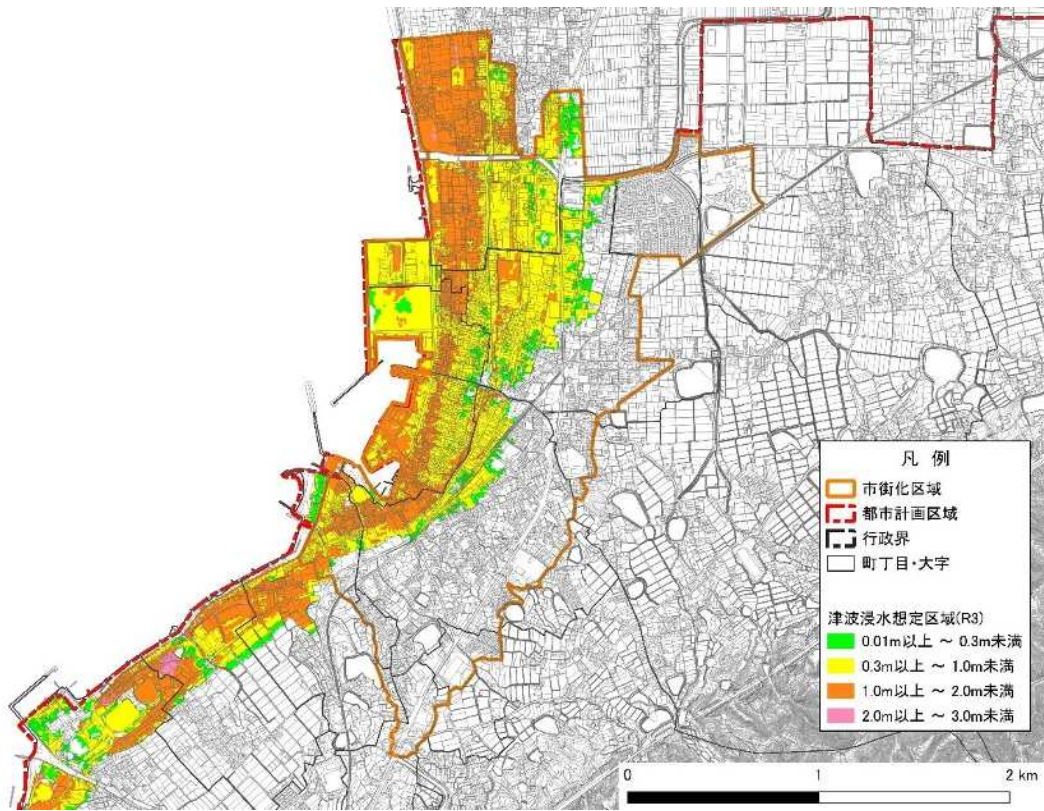 凡 例
市街化区域
都市計画区域
行政界
町丁目・大字
津波浸水想定区域(R3)
0.01m以上 ～ 0.3m未満
0.3m以上 ～ 1.0m未満
1.0m以上 ～ 2.0m未満
2.0m以上 ～ 3.0m未満
0 1 2 km